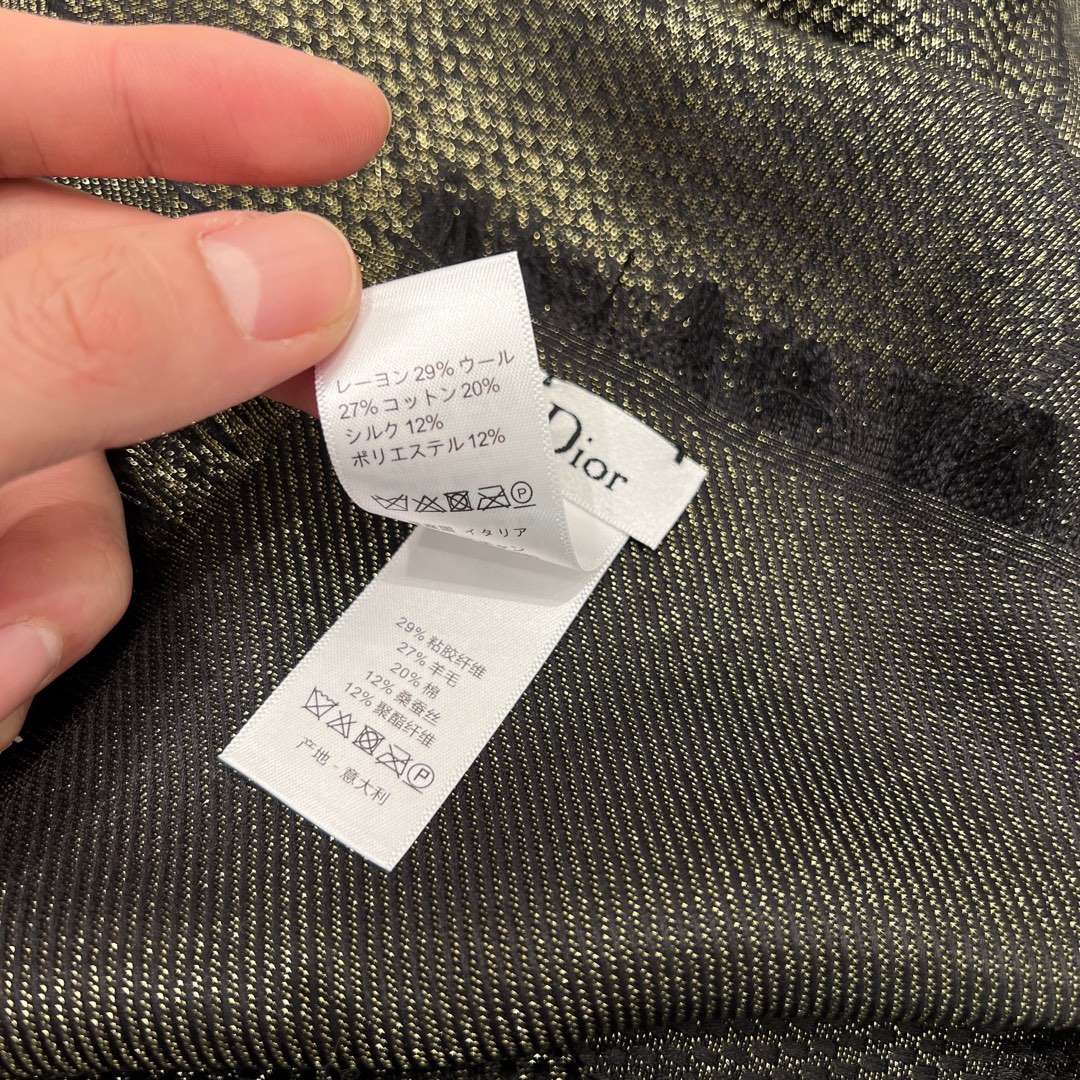 レーヨン 29% ウール
27% コットン 20%
シルク 12%
ポリエステル 12%
P
イタリア
Dior
29% 粘胶纤维
27% 羊毛
20% 棉
12% 桑蚕丝
12% 聚酯纤维
P
产地 - 意大利